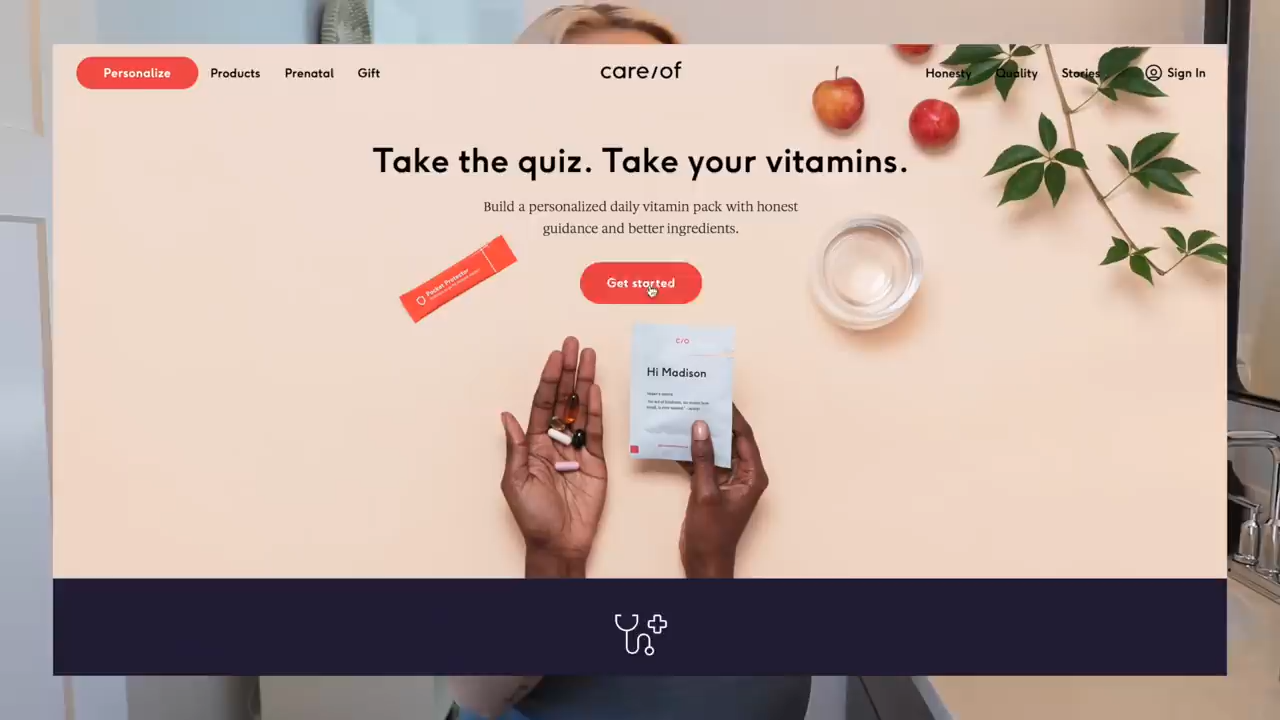 Personalize
Products
Prenatal
Gift
care/of
Honesty
Quality
Stories
Sign In
Take the quiz. Take your vitamins.
Build a personalized daily vitamin pack with honest
guidance and better ingredients.
Pocket Protector
Get started
c/o
Hi Madison